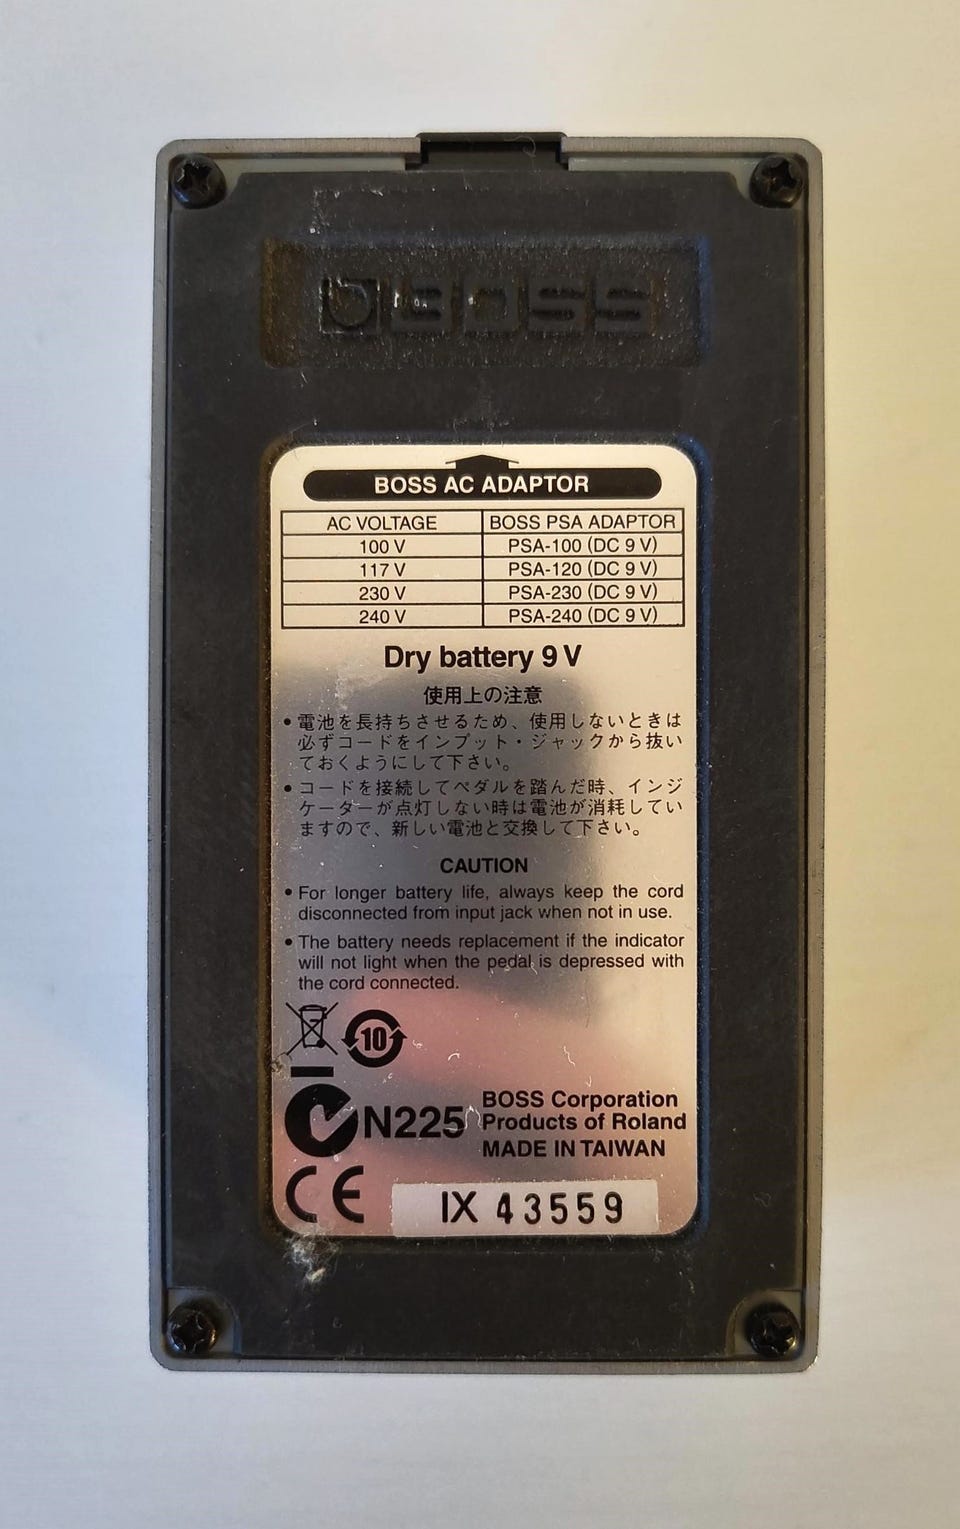 BOSS
BOSS AC ADAPTOR
AC VOLTAGE BOSS PSA ADAPTOR
100 V PSA-100 (DC 9 V)
117 V PSA-120 (DC 9 V)
230 V PSA-230 (DC 9 V)
240 V PSA-240 (DC 9 V)
Dry battery 9 V
使用上の注意
• 電池を長持ちさせるため、使用しないときは
必ずコードをインプット・ジャックから抜い
ておくようにして下さい。
• コードを接続してペダルを踏んだ時、インジ
ケーターが点灯しない時は電池が消耗してい
ますので、新しい電池と交換して下さい。
CAUTION
• For longer battery life, always keep the cord
disconnected from input jack when not in use.
• The battery needs replacement if the indicator
will not light when the pedal is depressed with
the cord connected.
10
N225
BOSS Corporation
Products of Roland
MADE IN TAIWAN
CE
IX 43559